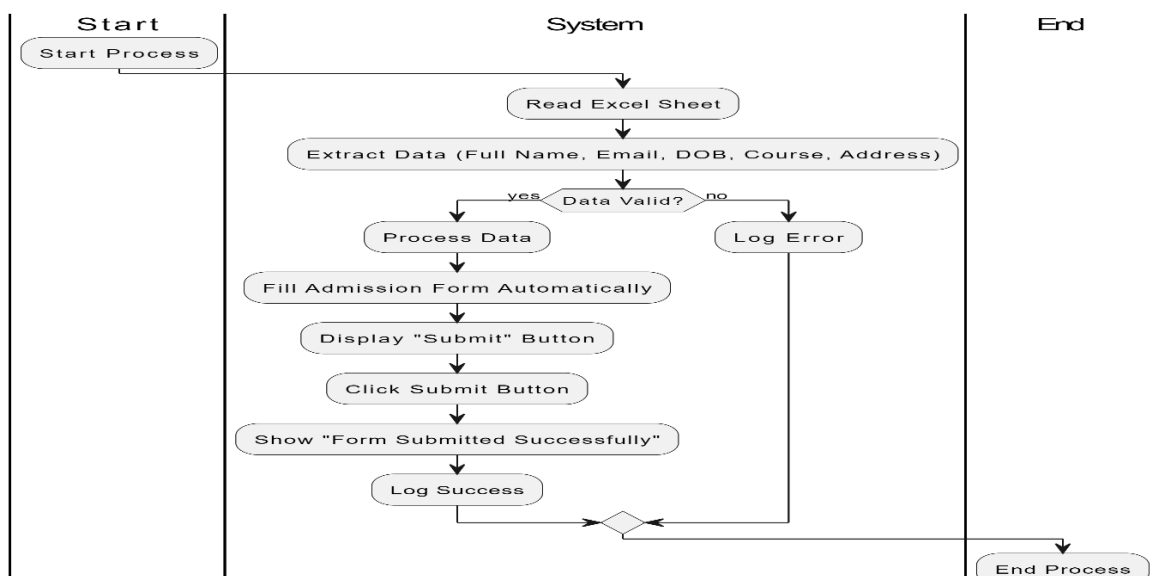 Start
System
End
Start Process
Read Excel Sheet
Extract Data (Full Name, Email, DOB, Course, Address)
yes
Data Valid?
no
Process Data
Log Error
Fill Admission Form Automatically
Display "Submit" Button
Click Submit Button
Show "Form Submitted Successfully"
Log Success
End Process